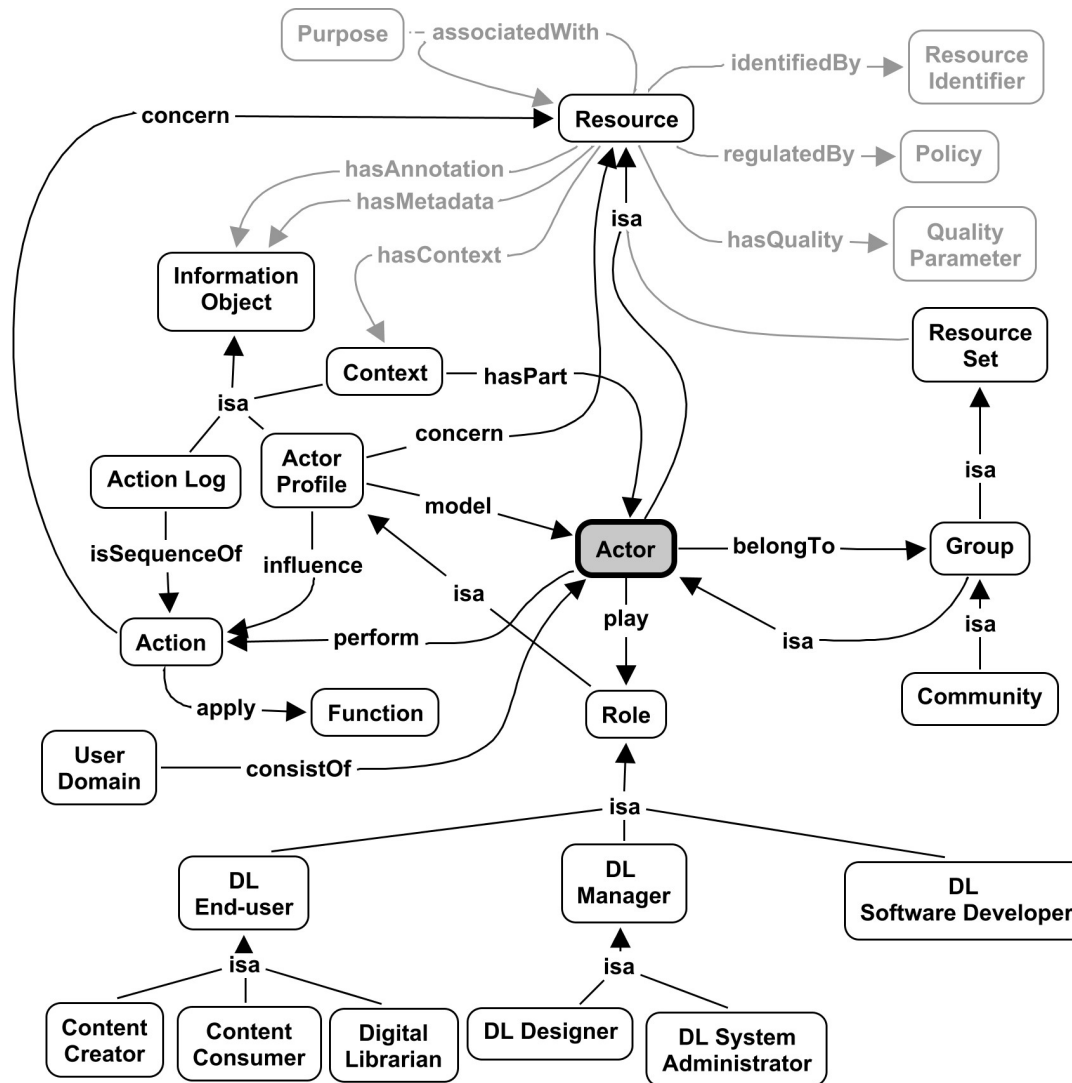 Purpose
associatedWith
identifiedBy
Resource
Identifier
concern
Resource
hasAnnotation
regulatedBy
Policy
hasMetadata
isa
hasContext
hasQuality
Quality
Parameter
Information
Object
Resource
Set
Context
hasPart
isa
concern
Action Log
Actor
Profile
isa
model
isSequenceOf
influence
Actor
belongTo
Group
isa
play
isa
isa
Action
perform
apply
Function
Role
Community
User
Domain
consistOf
isa
DL
End-user
DL
Manager
DL
Software Developer
isa
isa
Content
Creator
Content
Consumer
Digital
Librarian
DL Designer
DL System
Administrator